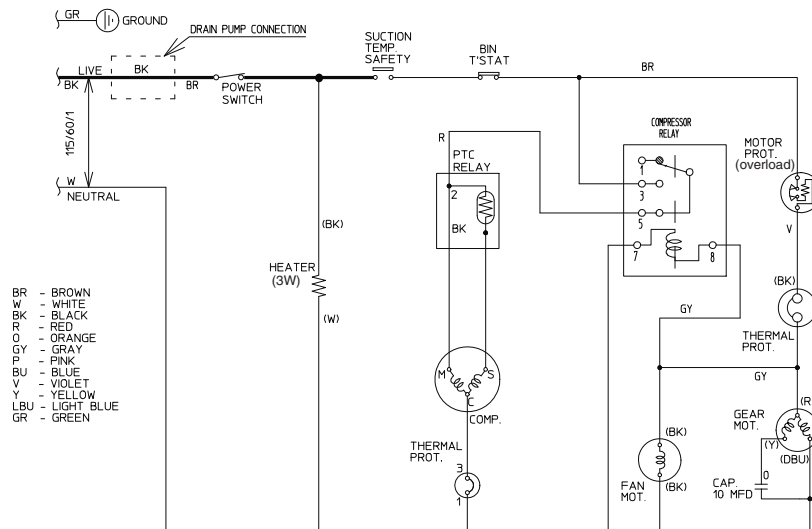 GR
GROUND
DRAIN PUMP CONNECTION
LIVE
BK
BK
BR
POWER
SWITCH
SUCTION
TEMP.
SAFETY
BIN
T'STAT
BR
115/60/1
W
NEUTRAL
R
PTC
RELAY
2
BK
COMPRESSOR
RELAY
1
3
5
7
8
MOTOR
PROT.
(overload)
V
(BK)
HEATER
(3W)
(W)
(BK)
THERMAL
PROT.
GY
GY
BR - BROWN
W - WHITE
BK - BLACK
R - RED
O - ORANGE
GY - GRAY
P - PINK
BU - BLUE
V - VIOLET
Y - YELLOW
LBU - LIGHT BLUE
GR - GREEN
M
S
C
COMP.
THERMAL
PROT.
3
1
(BK)
FAN
MOT.
(BK)
GEAR
MOT.
(R
(Y)
(DBU)
CAP.
10 MFD
0